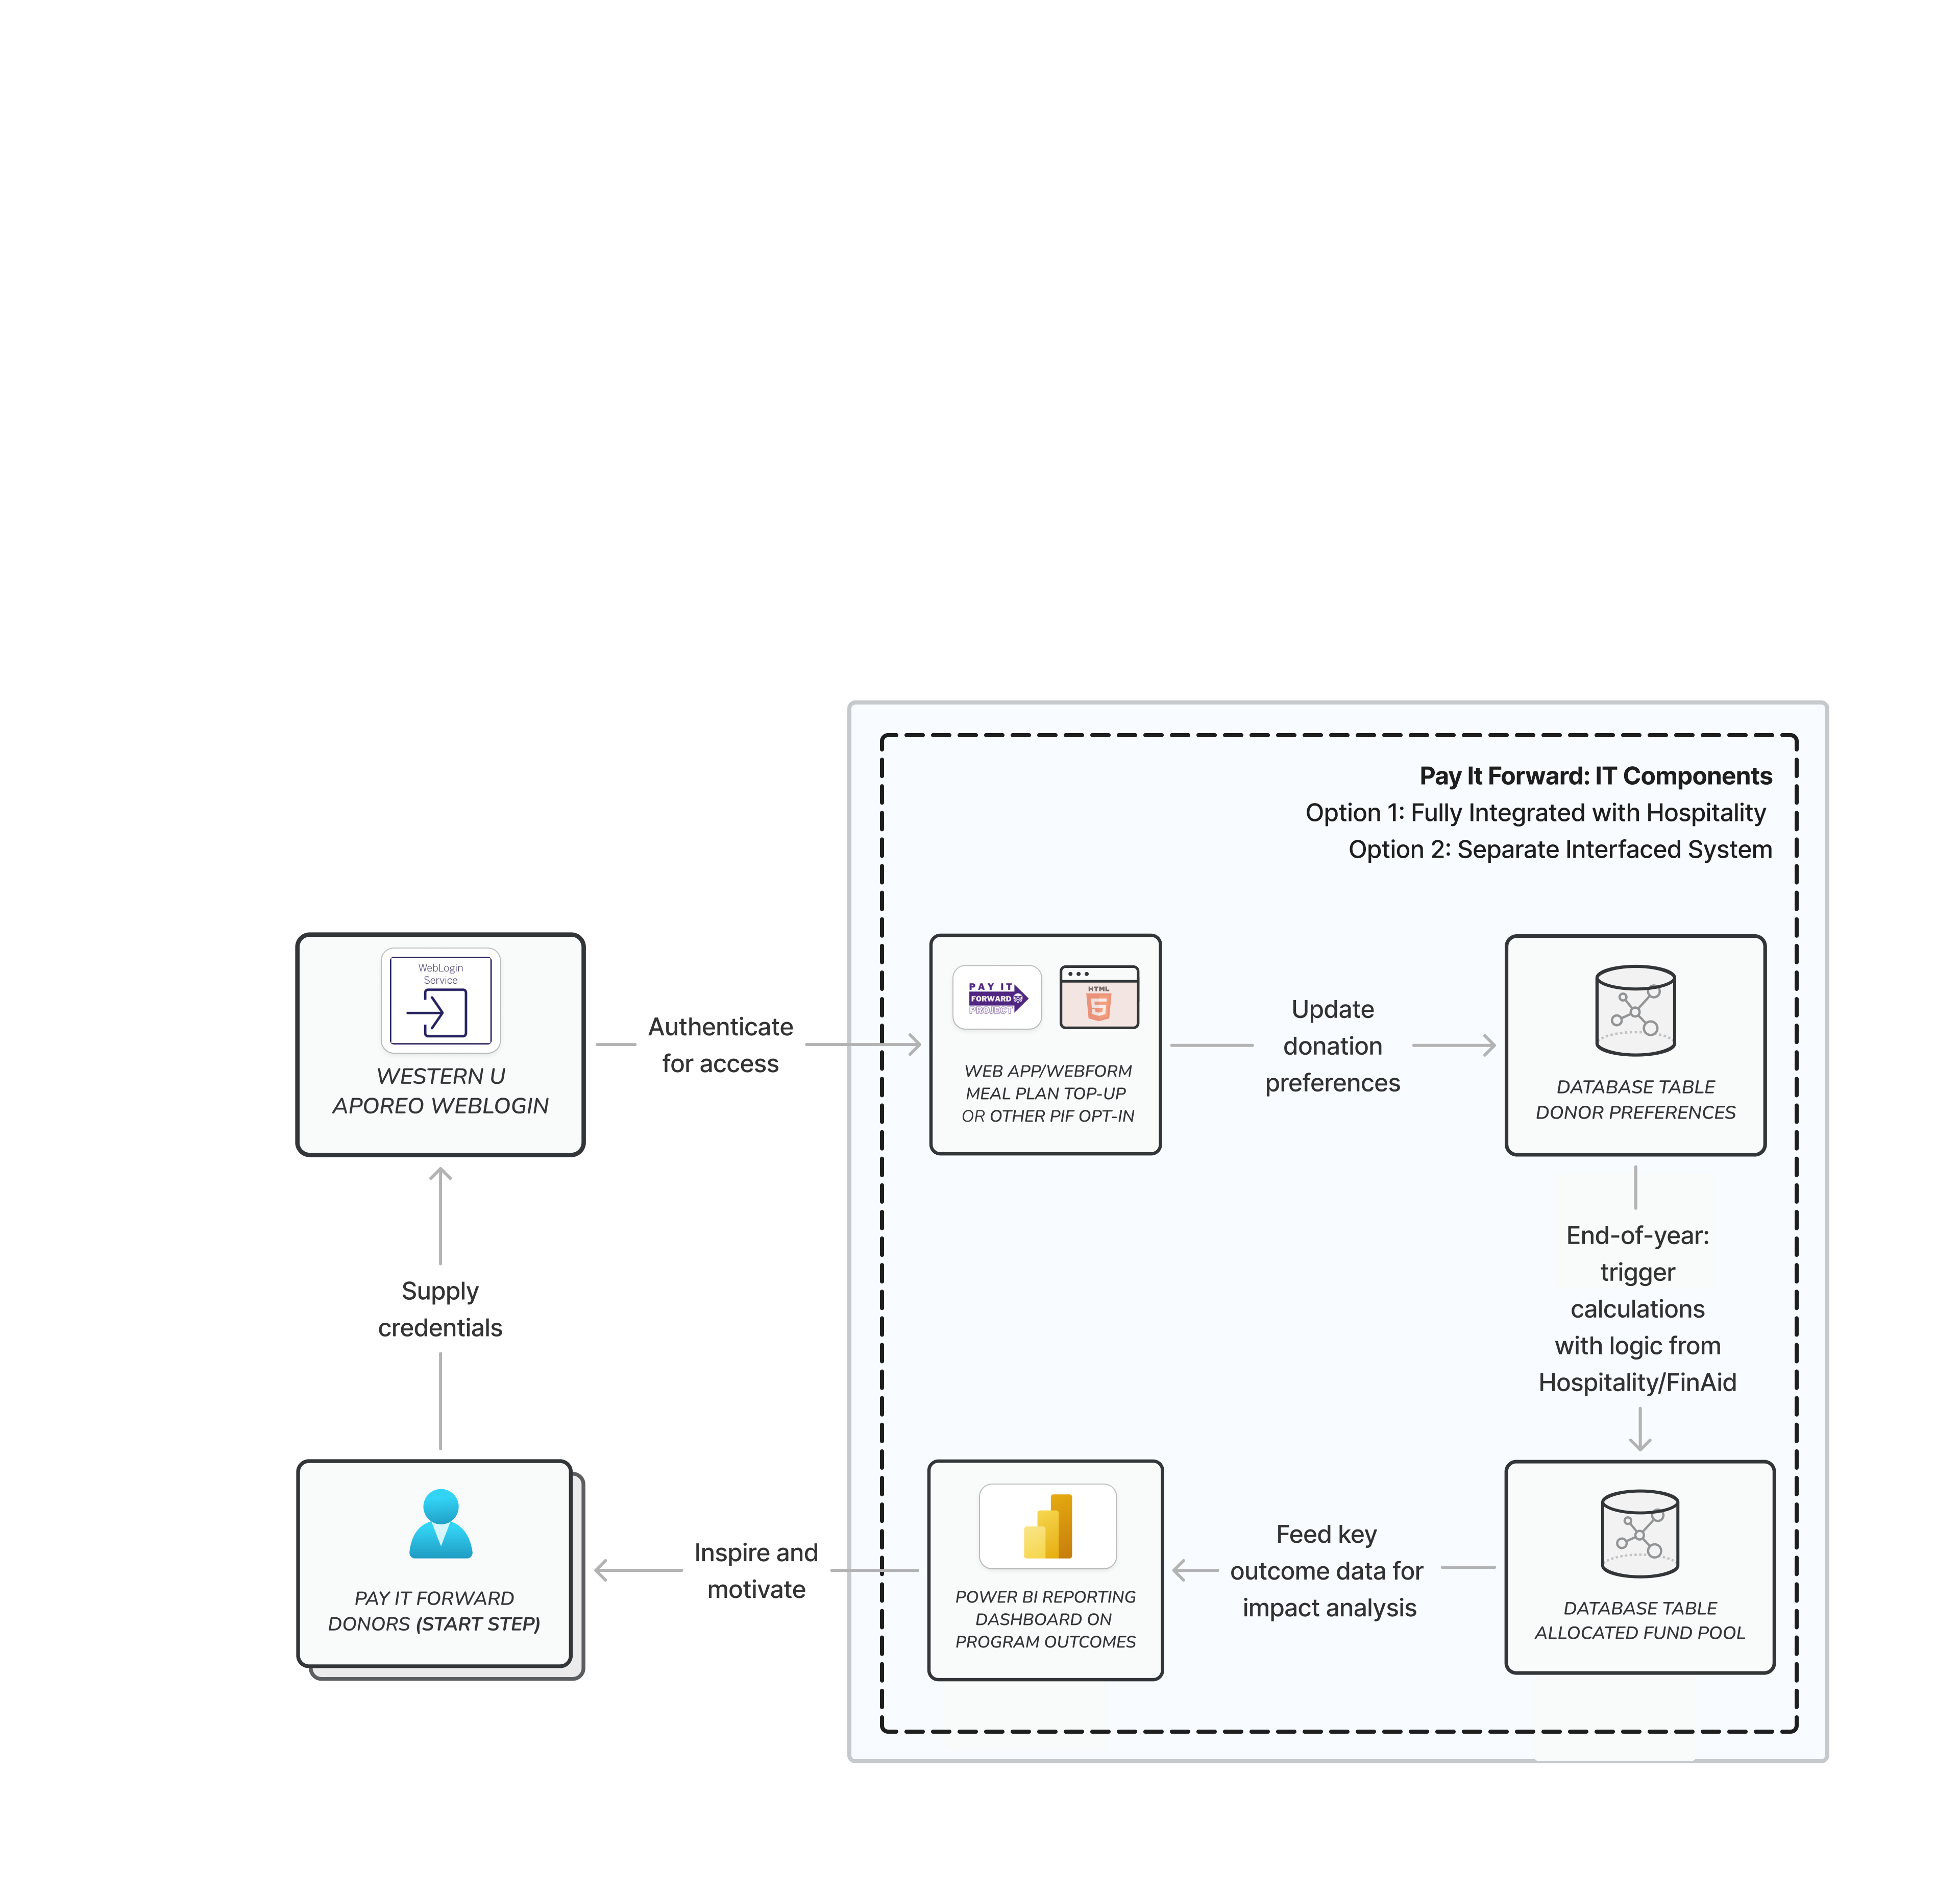 Pay It Forward: IT Components
Option 1: Fully Integrated with Hospitality
Option 2: Separate Interfaced System
WebLogin
Service
WESTERN U
APOREO WEBLOGIN
Authenticate
for access
PAY IT
FORWARD
PROJECT
HTML
5
WEB APP/WEBFORM
MEAL PLAN TOP-UP
OR OTHER PIF OPT-IN
Update
donation
preferences
DATABASE TABLE
DONOR PREFERENCES
Supply
credentials
End-of-year:
trigger
calculations
with logic from
Hospitality/FinAid
PAY IT FORWARD
DONORS (START STEP)
Inspire and
motivate
POWER BI REPORTING
DASHBOARD ON
PROGRAM OUTCOMES
Feed key
outcome data for
impact analysis
DATABASE TABLE
ALLOCATED FUND POOL